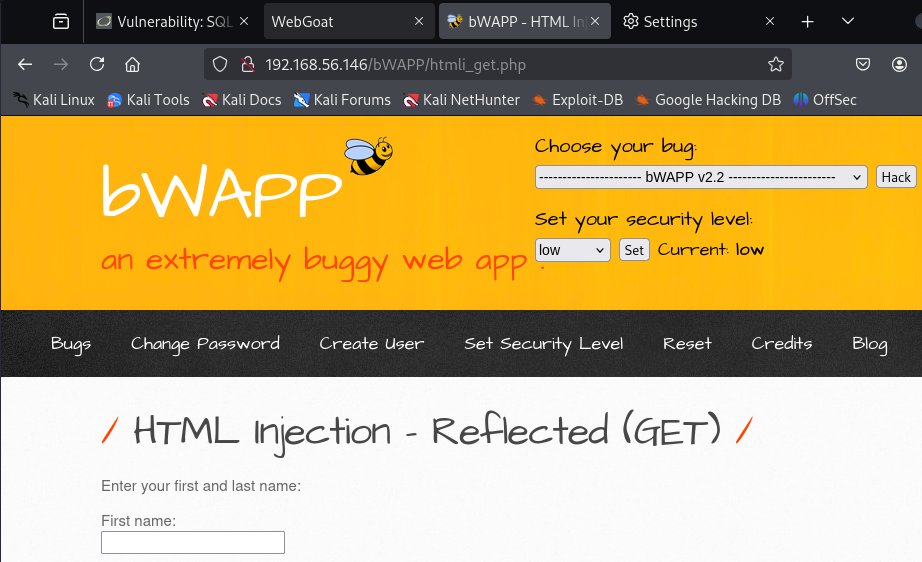 Vulnerability: SQL
WebGoat
bWAPP - HTML In
Settings
192.168.56.146/bWAPP/htmli_get.php
Kali Linux Kali Tools Kali Docs Kali Forums Kali NetHunter Exploit-DB Google Hacking DB OffSec
bWAPP
an extremely buggy web app .
Choose your bug:
---------------------- bWAPP v2.2 ----------------------- Hack
Set your security level:
low Set Current: low
Bugs Change Password Create User Set Security Level Reset Credits Blog
/ HTML Injection - Reflected (GET) /
Enter your first and last name:
First name: